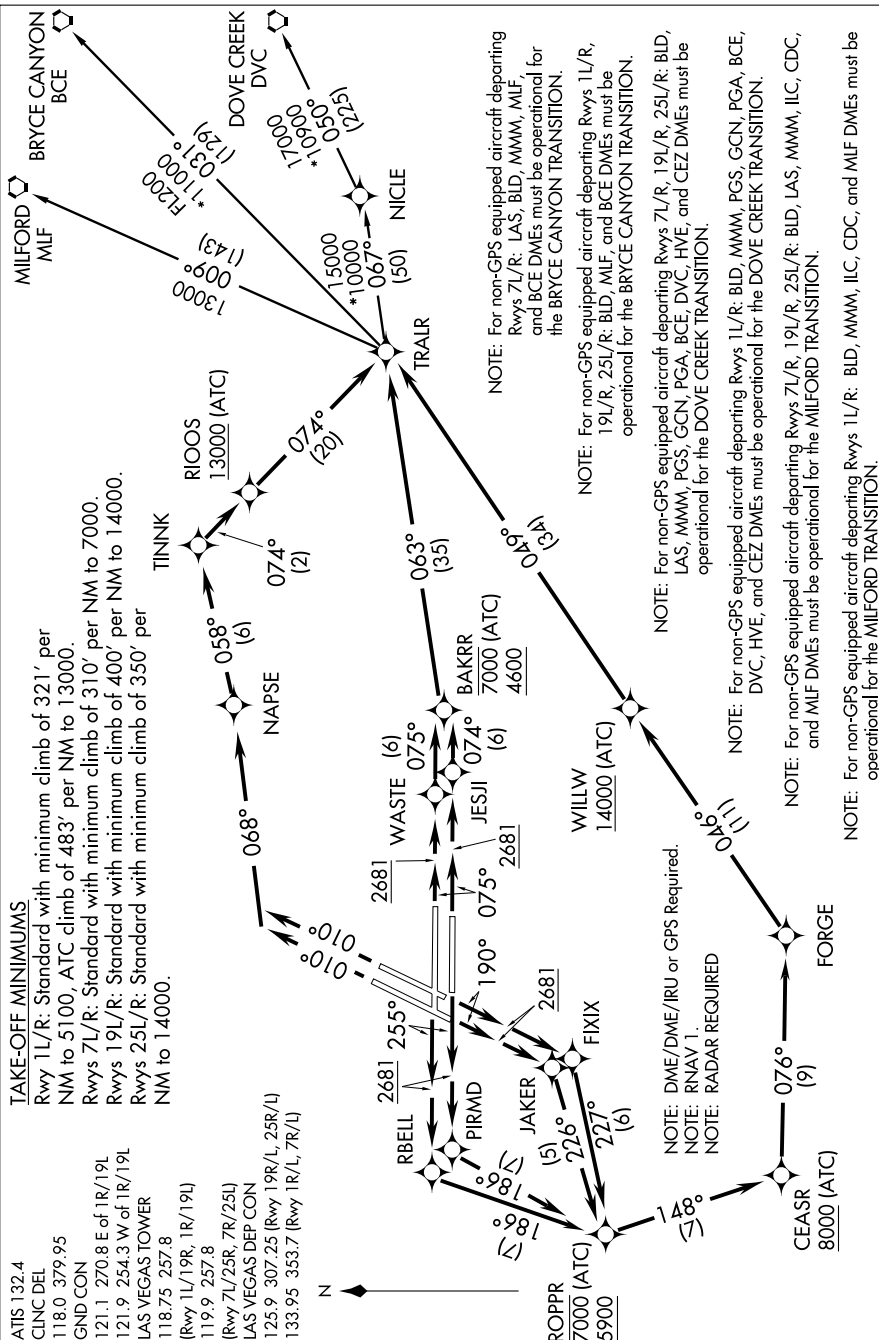 ATIS 132.4
CLNC DEL
118.0 379.95
GND CON
121.1 270.8 E of 1R/19L
121.9 254.3 W of 1R/19L
LAS VEGAS TOWER
118.75 257.8
(Rwy 1L/19R, 1R/19L)
119.9 257.8
(Rwy 7L/25R, 7R/25L)
LAS VEGAS DEP CON
125.9 307.25 (Rwy 19R/L, 25R/L)
133.95 353.7 (Rwy 1R/L, 7R/L)
TAKE-OFF MINIMUMS
Rwy 1L/R: Standard with minimum climb of 321' per
NM to 5100, ATC climb of 483' per NM to 13000.
Rwys 7L/R: Standard with minimum climb of 310' per NM to 7000.
Rwys 19L/R: Standard with minimum climb of 400' per NM to 14000.
Rwys 25L/R: Standard with minimum climb of 350' per
NM to 14000.
MILFORD
MLF
BRYCE CANYON
BCE
DOVE CREEK
DVC
13000
009°
(143)
FL200
*11000
031°
(129)
17000
*10900
050°
(225)
NICLE
15000
*10000
067°
(50)
TRALR
RIOOS
13000 (ATC)
074°
(20)
TINNK
074°
(2)
058°
(6)
NAPSE
068°
010°
010°
063°
(35)
BAKRR
7000 (ATC)
4600
(6)
075°
074°
(6)
WASTE
JESJI
2681
2681
075°
049°
(34)
WILLW
14000 (ATC)
046°
(11)
FORGE
076°
(9)
CEASR
8000 (ATC)
148°
(7)
ROPPR
7000 (ATC)
5900
186°
(7)
186°
(7)
RBELL
PIRMD
2681
255°
190°
2681
JAKER
FIXIX
(5)
226°
227°
(6)
N
NOTE: DME/DME/IRU or GPS Required.
NOTE: RNAV 1.
NOTE: RADAR REQUIRED
NOTE: For non-GPS equipped aircraft departing
Rwys 7L/R: LAS, BLD, MMM, MLF,
and BCE DMEs must be operational for
the BRYCE CANYON TRANSITION.
NOTE: For non-GPS equipped aircraft departing Rwys 1L/R,
19L/R, 25L/R: BLD, MLF, and BCE DMEs must be
operational for the BRYCE CANYON TRANSITION.
NOTE: For non-GPS equipped aircraft departing Rwys 7L/R, 19L/R, 25L/R: BLD,
LAS, MMM, PGS, GCN, PGA, BCE, DVC, HVE, and CEZ DMEs must be
operational for the DOVE CREEK TRANSITION.
NOTE: For non-GPS equipped aircraft departing Rwys 1L/R: BLD, MMM, PGS, GCN, PGA, BCE,
DVC, HVE, and CEZ DMEs must be operational for the DOVE CREEK TRANSITION.
NOTE: For non-GPS equipped aircraft departing Rwys 7L/R, 19L/R, 25L/R: BLD, LAS, MMM, ILC, CDC,
and MLF DMEs must be operational for the MILFORD TRANSITION.
NOTE: For non-GPS equipped aircraft departing Rwys 1L/R: BLD, MMM, ILC, CDC, and MLF DMEs must be
operational for the MILFORD TRANSITION.